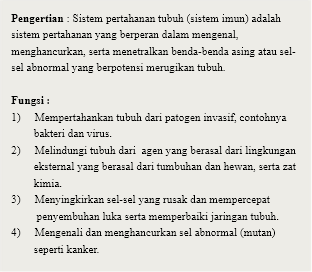 Pengertian : Sistem pertahanan tubuh (sistem imun) adalah
sistem pertahanan yang berperan dalam mengenal,
menghancurkan, serta menetralkan benda-benda asing atau sel-
sel abnormal yang berpotensi merugikan tubuh.
Fungsi :
1) Mempertahankan tubuh dari patogen invasif, contohnya
bakteri dan virus.
2) Melindungi tubuh dari agen yang berasal dari lingkungan
eksternal yang berasal dari tumbuhan dan hewan, serta zat
kimia.
3) Menyingkirkan sel-sel yang rusak dan mempercepat
penyembuhan luka serta memperbaiki jaringan tubuh.
4) Mengenali dan menghancurkan sel abnormal (mutan)
seperti kanker.